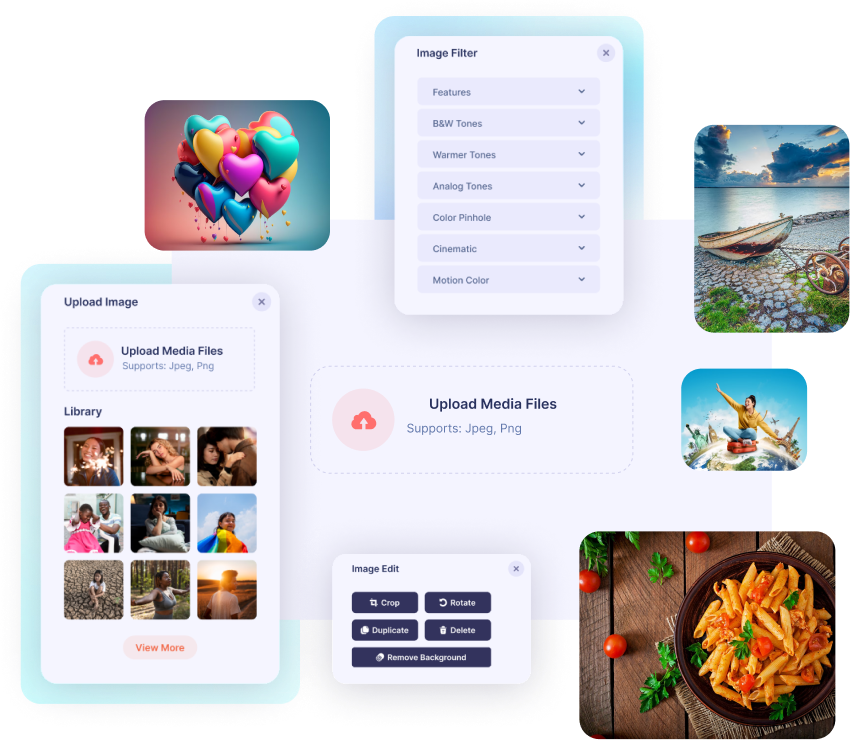 Image Filter
Features
B&W Tones
Warmer Tones
Analog Tones
Color Pinhole
Cinematic
Motion Color
Upload Image
Upload Media Files
Supports: Jpeg, Png
Library
View More
Upload Media Files
Supports: Jpeg, Png
Image Edit
Crop
Rotate
Duplicate
Delete
Remove Background